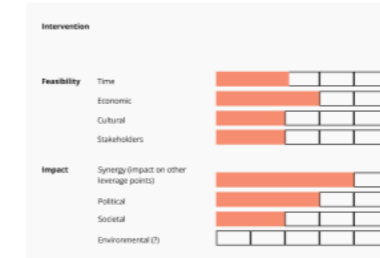 Intervention
Feasibility Time
Economic
Cultural
Stakeholders
Impact Synergy (impact on other
leverage points)
Political
Societal
Environmental (?)